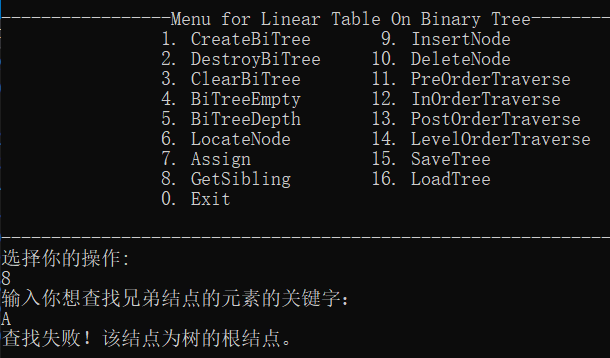 -----------------Menu for Linear Table On Binary Tree--------
1. CreateBiTree 9. InsertNode
2. DestroyBiTree 10. DeleteNode
3. ClearBiTree 11. PreOrderTraverse
4. BiTreeEmpty 12. InOrderTraverse
5. BiTreeDepth 13. PostOrderTraverse
6. LocateNode 14. LevelOrderTraverse
7. Assign 15. SaveTree
8. GetSibling 16. LoadTree
0. Exit
-------------------------------------------------------------
选择你的操作:
8
输入你想查找兄弟结点的元素的关键字：
A
查找失败！该结点为树的根结点。